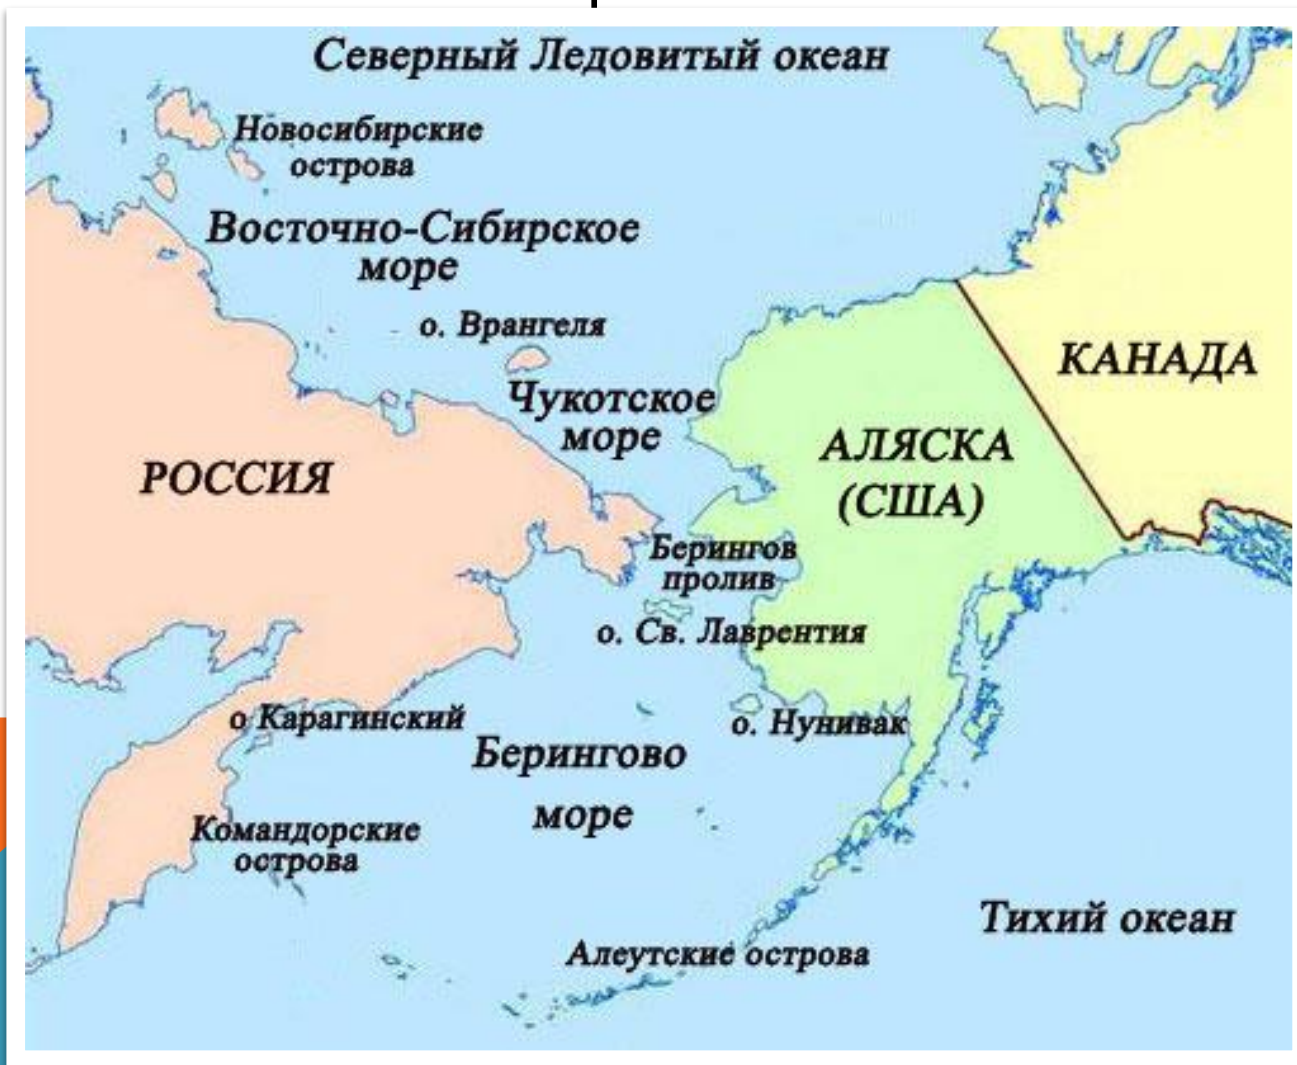 Северный Ледовитый океан
Новосибирские
острова
Восточно-Сибирское
море
о. Врангеля
Чукотское
море
КАНАДА
АЛЯСКА
(США)
РОССИЯ
Берингов
пролив
о. Св. Лаврентия
о Карагинский
о. Нунивак
Берингово
море
Командорские
острова
Тихий океан
Алеутские острова